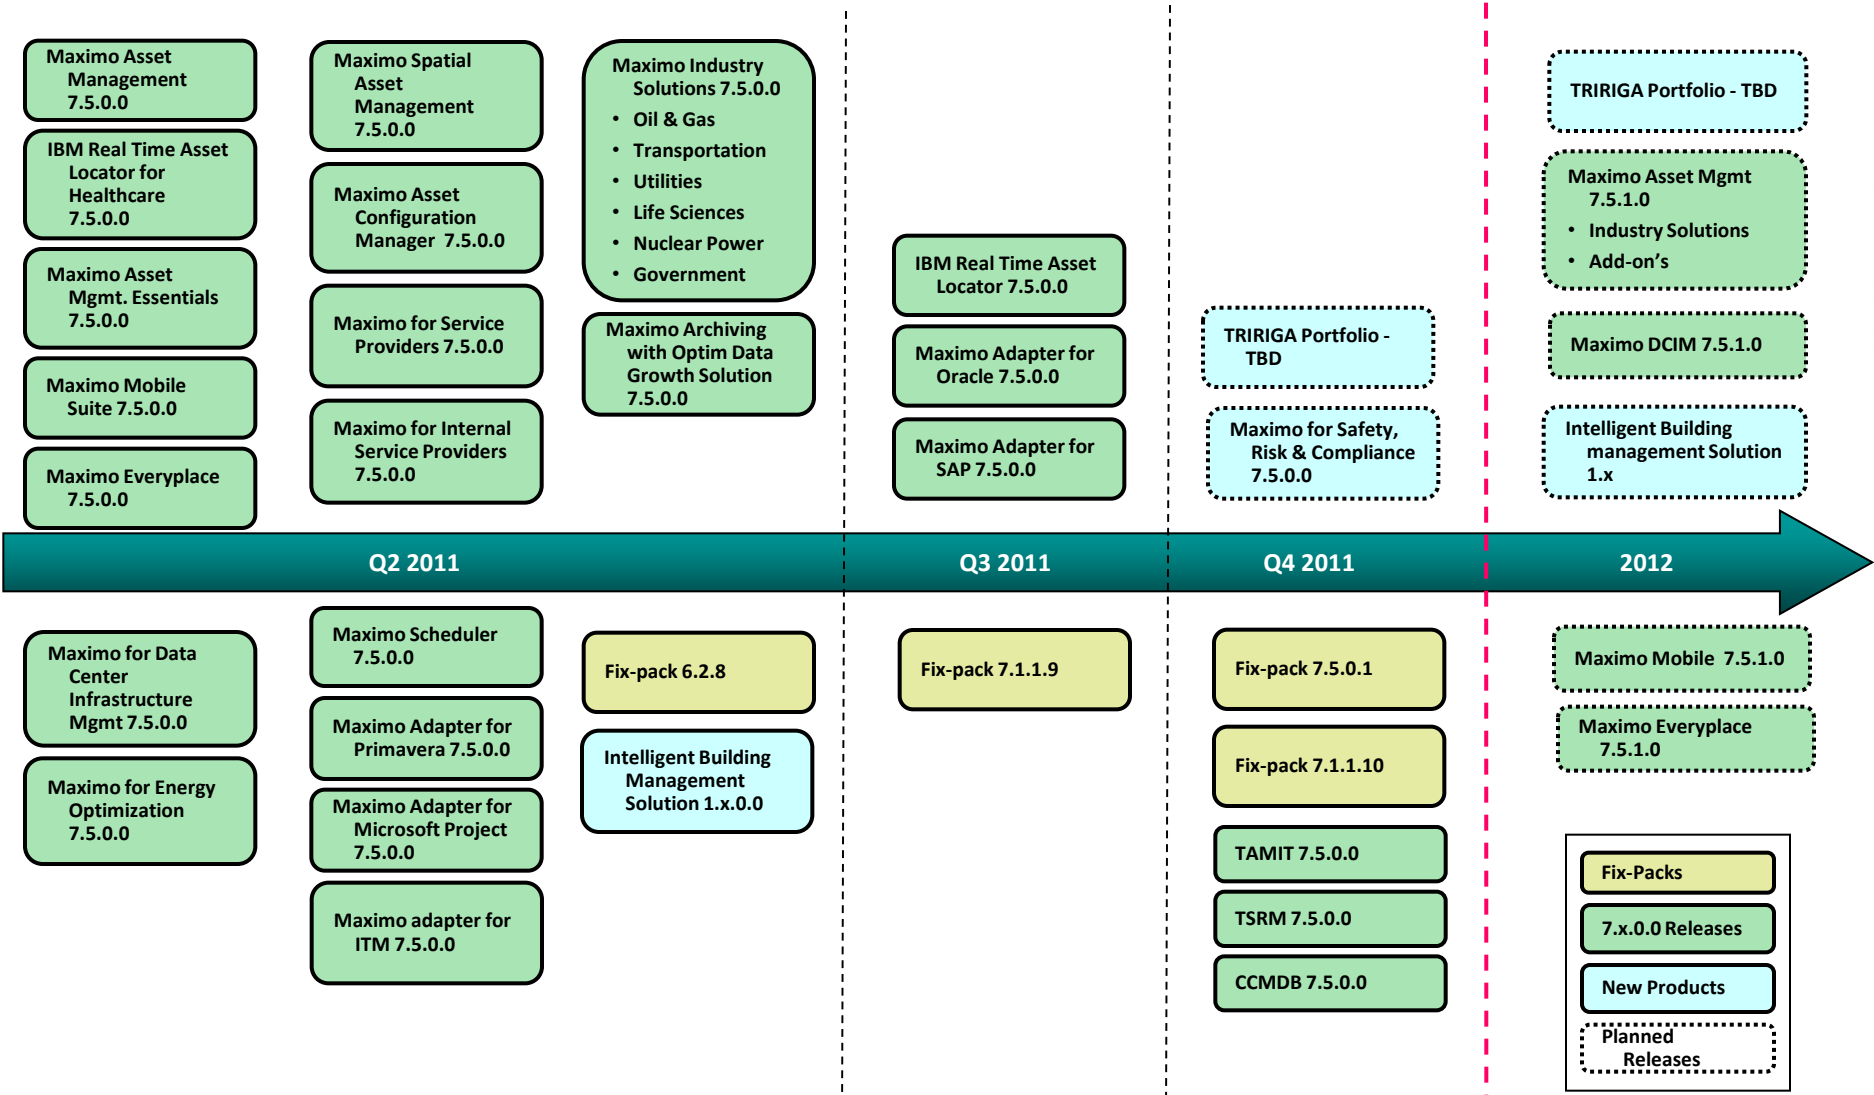 Maximo Asset
Management
7.5.0.0
IBM Real Time Asset
Locator for
Healthcare
7.5.0.0
Maximo Asset
Mgmt. Essentials
7.5.0.0
Maximo Mobile
Suite 7.5.0.0
Maximo Everyplace
7.5.0.0
Maximo Spatial
Asset
Management
7.5.0.0
Maximo Asset
Configuration
Manager 7.5.0.0
Maximo for Service
Providers 7.5.0.0
Maximo for Internal
Service Providers
7.5.0.0
Maximo Industry
Solutions 7.5.0.0
• Oil & Gas
• Transportation
• Utilities
• Life Sciences
• Nuclear Power
• Government
Maximo Archiving
with Optim Data
Growth Solution
7.5.0.0
IBM Real Time Asset
Locator 7.5.0.0
Maximo Adapter for
Oracle 7.5.0.0
Maximo Adapter for
SAP 7.5.0.0
TRIRIGA Portfolio -
TBD
Maximo for Safety,
Risk & Compliance
7.5.0.0
TRIRIGA Portfolio - TBD
Maximo Asset Mgmt
7.5.1.0
• Industry Solutions
• Add-on's
Maximo DCIM 7.5.1.0
Intelligent Building
management Solution
1.x
Q2 2011
Q3 2011
Q4 2011
2012
Maximo for Data
Center
Infrastructure
Mgmt 7.5.0.0
Maximo for Energy
Optimization
7.5.0.0
Maximo Scheduler
7.5.0.0
Maximo Adapter for
Primavera 7.5.0.0
Maximo Adapter for
Microsoft Project
7.5.0.0
Maximo adapter for
ITM 7.5.0.0
Fix-pack 6.2.8
Intelligent Building
Management
Solution 1.x.0.0
Fix-pack 7.1.1.9
Fix-pack 7.5.0.1
Fix-pack 7.1.1.10
TAMIT 7.5.0.0
TSRM 7.5.0.0
CCMDB 7.5.0.0
Maximo Mobile 7.5.1.0
Maximo Everyplace
7.5.1.0
Fix-Packs
7.x.0.0 Releases
New Products
Planned
Releases